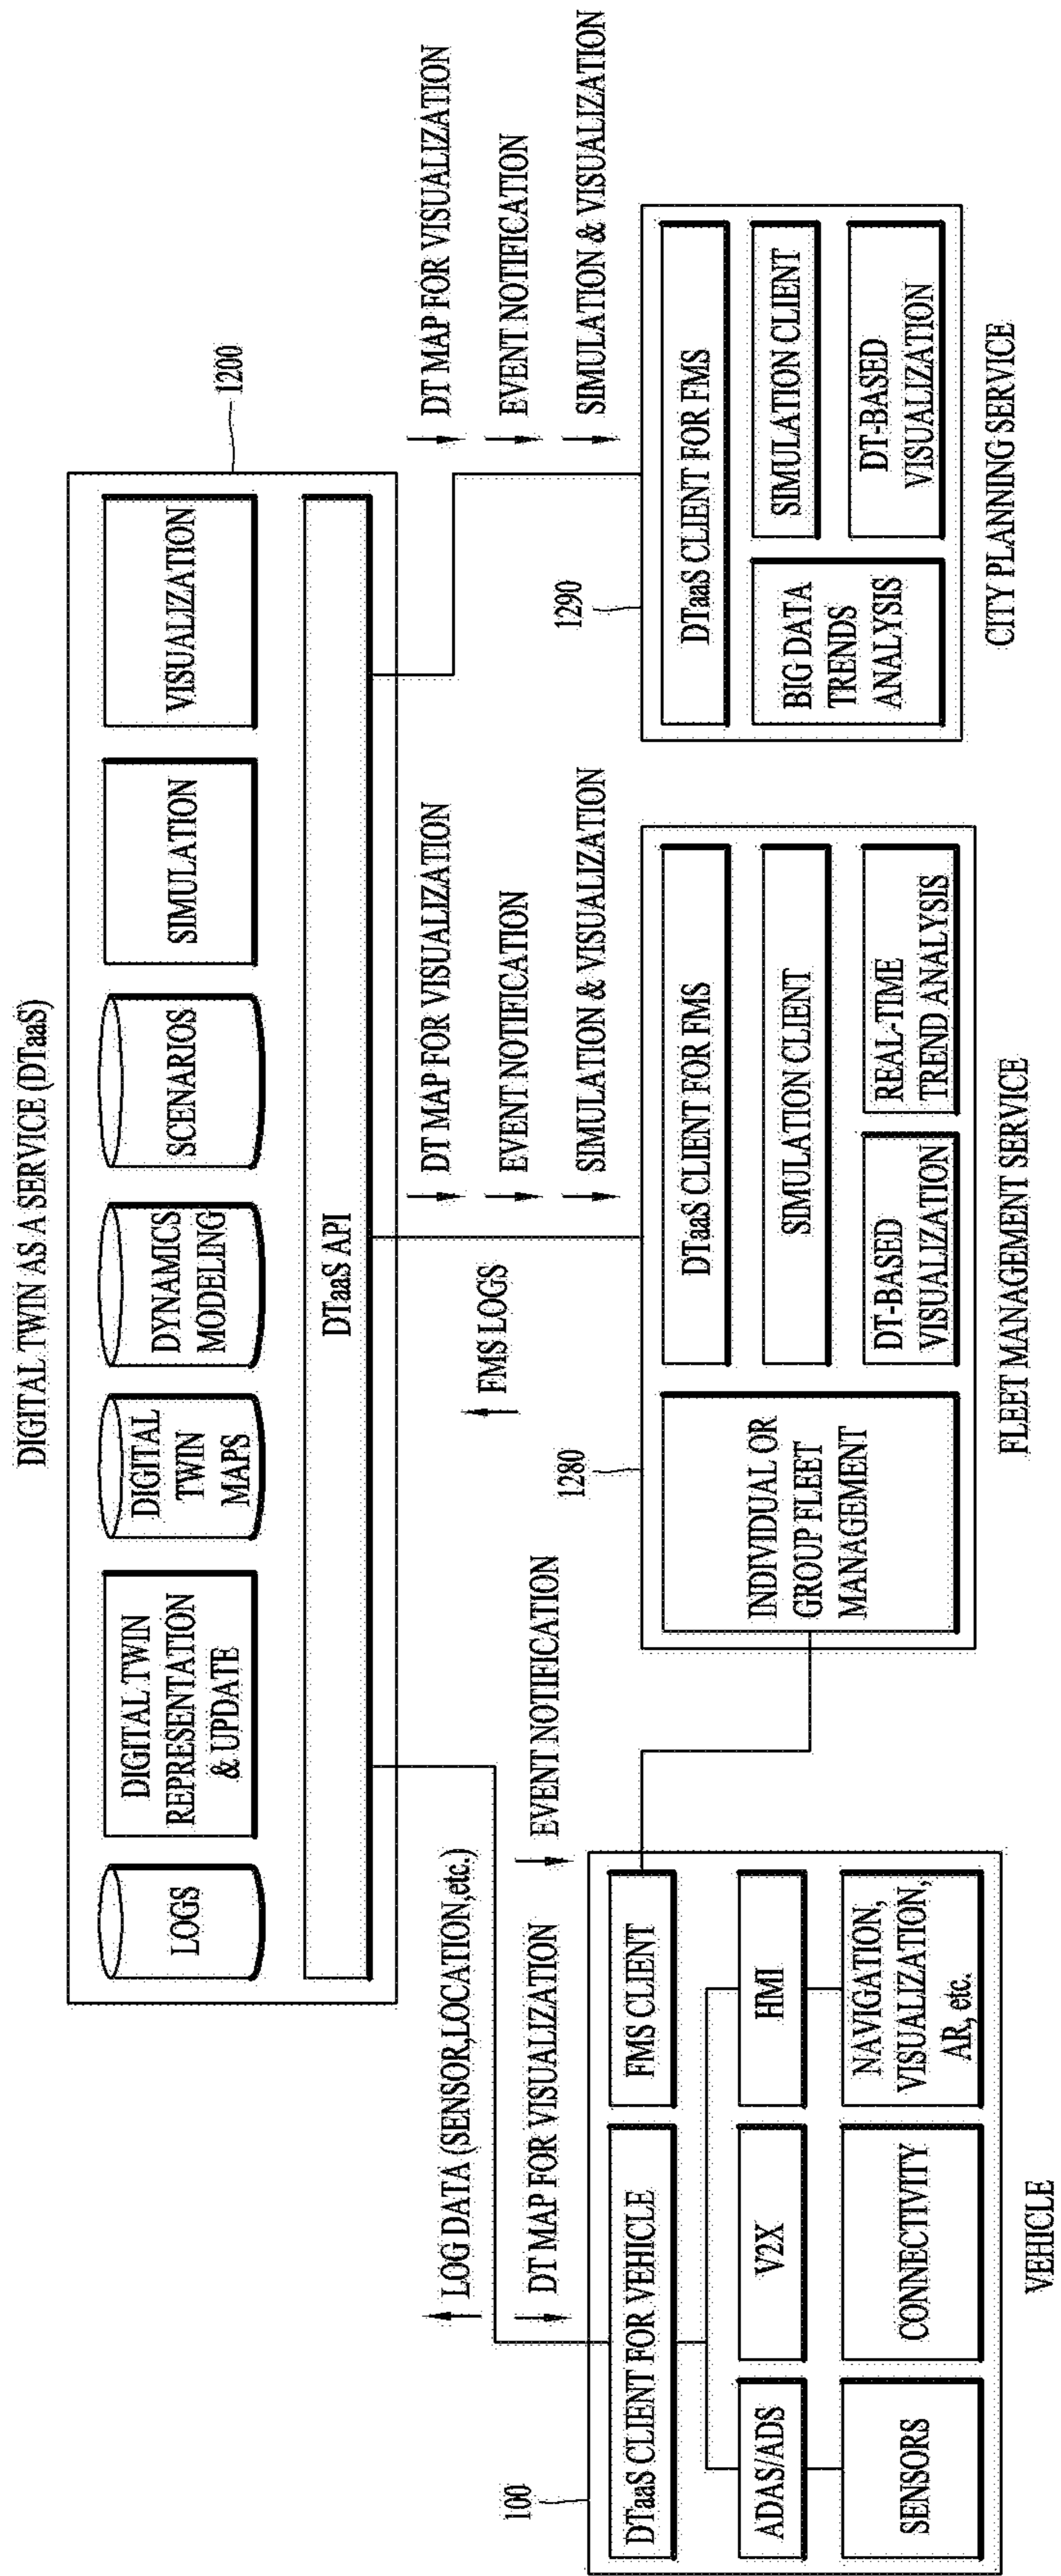 DIGITAL TWIN AS A SERVICE (DTaaS)
1200
LOGS
DIGITAL TWIN
REPRESENTATION
& UPDATE
DIGITAL
TWIN
MAPS
DYNAMICS
MODELING
SCENARIOS
SIMULATION
VISUALIZATION
DTaaS API
LOG DATA (SENSOR,LOCATION,etc.)
DT MAP FOR VISUALIZATION
EVENT NOTIFICATION
FMS LOGS
DT MAP FOR VISUALIZATION
EVENT NOTIFICATION
SIMULATION & VISUALIZATION
DT MAP FOR VISUALIZATION
EVENT NOTIFICATION
SIMULATION & VISUALIZATION
100
DTaaS CLIENT FOR VEHICLE
FMS CLIENT
ADAS/ADS
V2X
HMI
SENSORS
CONNECTIVITY
NAVIGATION,
VISUALIZATION,
AR, etc.
VEHICLE
1280
INDIVIDUAL OR
GROUP FLEET
MANAGEMENT
DTaaS CLIENT FOR FMS
SIMULATION CLIENT
DT-BASED
VISUALIZATION
REAL-TIME
TREND ANALYSIS
FLEET MANAGEMENT SERVICE
1290
DTaaS CLIENT FOR FMS
BIG DATA
TRENDS
ANALYSIS
SIMULATION CLIENT
DT-BASED
VISUALIZATION
CITY PLANNING SERVICE